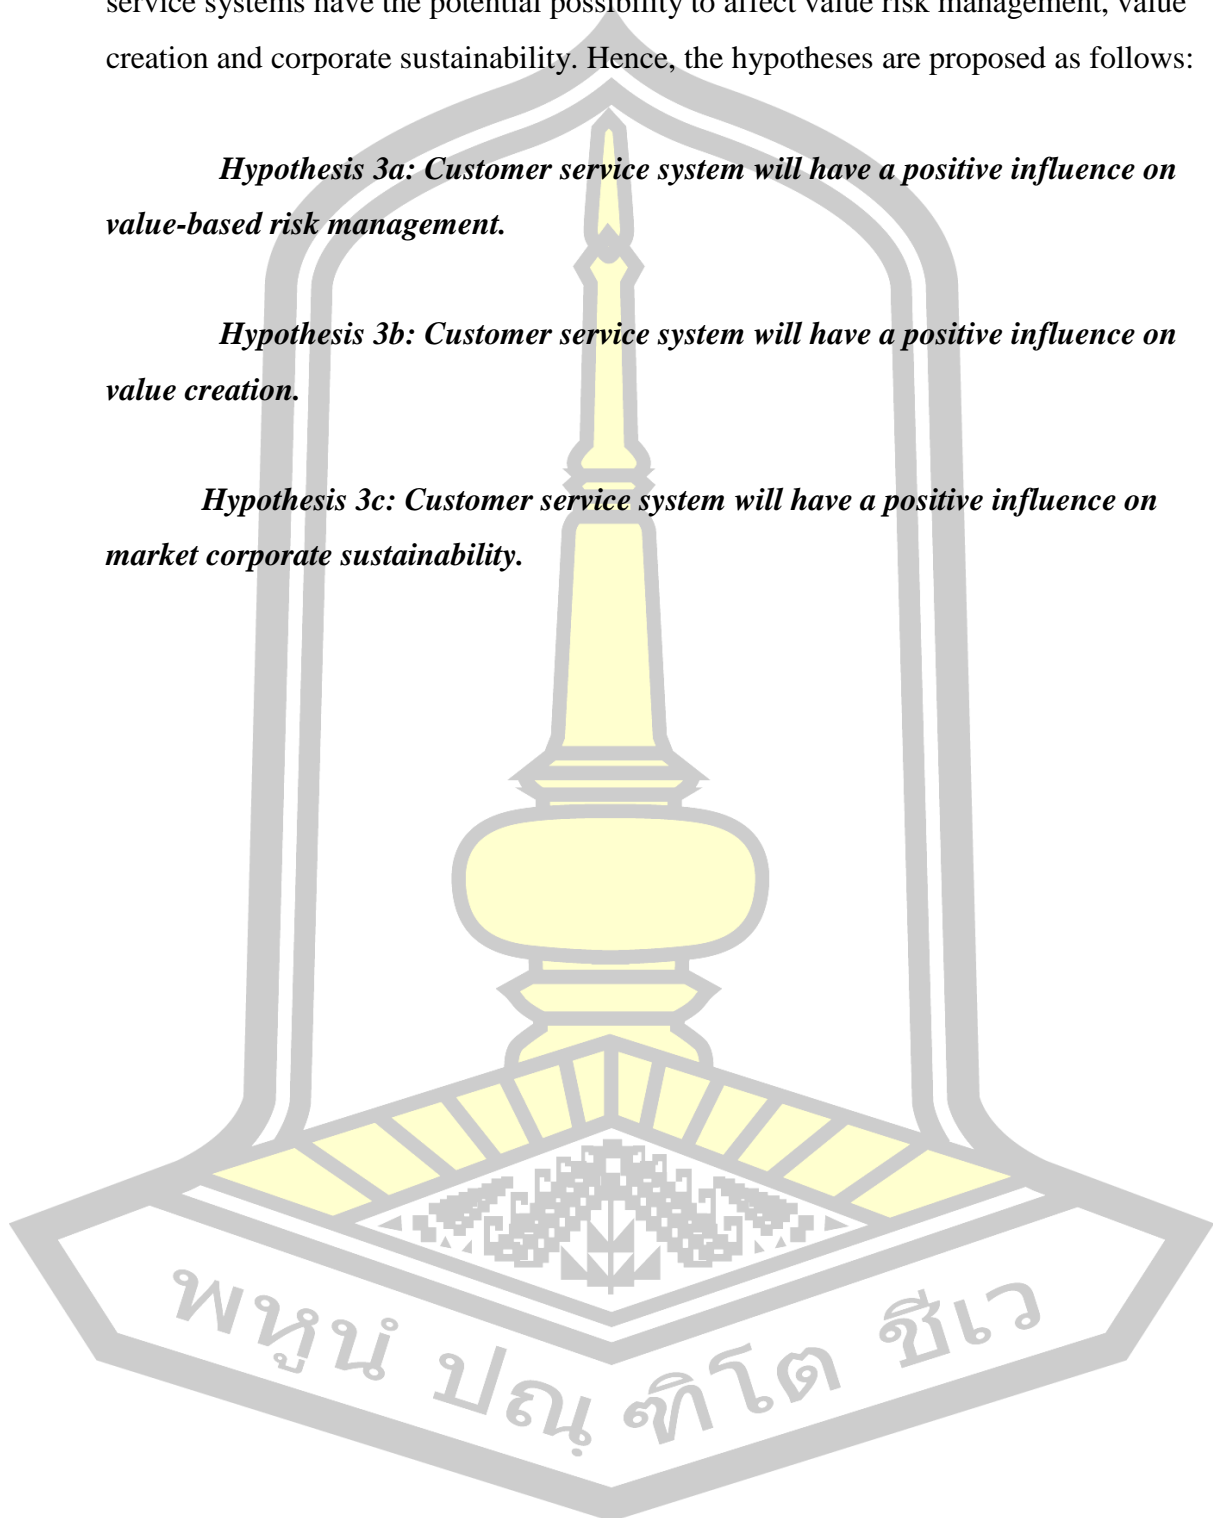 service systems have the potential possibility to affect value risk management, value
creation and corporate sustainability. Hence, the hypotheses are proposed as follows:
Hypothesis 3a: Customer service system will have a positive influence on
value-based risk management.
Hypothesis 3b: Customer service system will have a positive influence on
value creation.
Hypothesis 3c: Customer service system will have a positive influence on
market corporate sustainability.
พหูนํ ปณฺฑิโต ชีเว